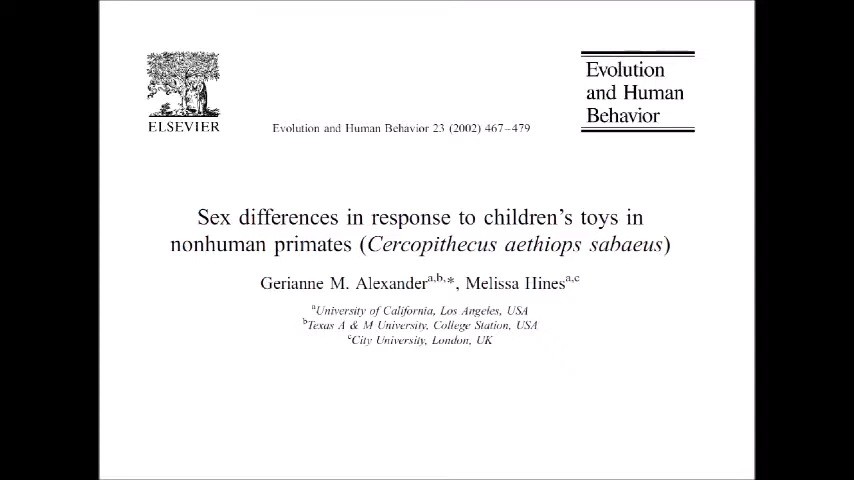 ELSEVIER
Evolution and Human Behavior 23 (2002) 467–479
Evolution
and Human
Behavior
Sex differences in response to children's toys in
nonhuman primates (Cercopithecus aethiops sabaeus)
Gerianne M. Alexander^a,b,*, Melissa Hines^a,c
^aUniversity of California, Los Angeles, USA
^bTexas A & M University, College Station, USA
^cCity University, London, UK